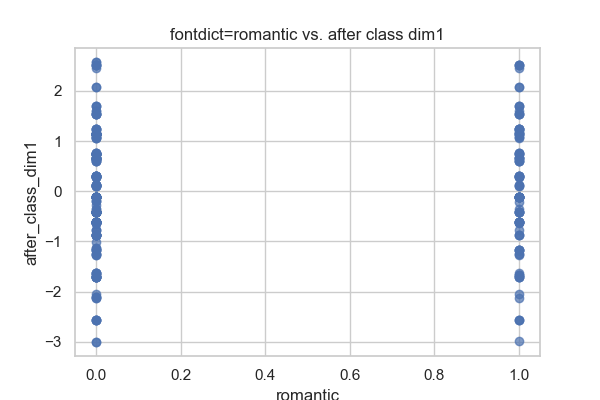 fontdict=romantic vs. after class dim1
after_class_dim1
2
1
0
−1
−2
−3
0.0 0.2 0.4 0.6 0.8 1.0
romantic